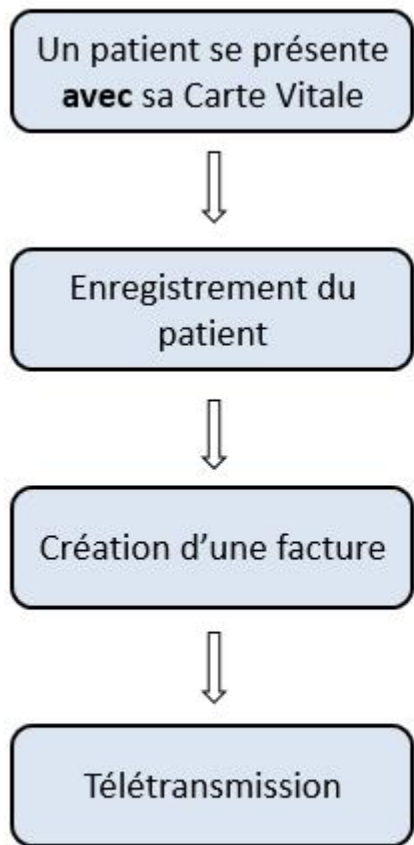 Un patient se présente
avec sa Carte Vitale
Enregistrement du
patient
Création d’une facture
Télétransmission